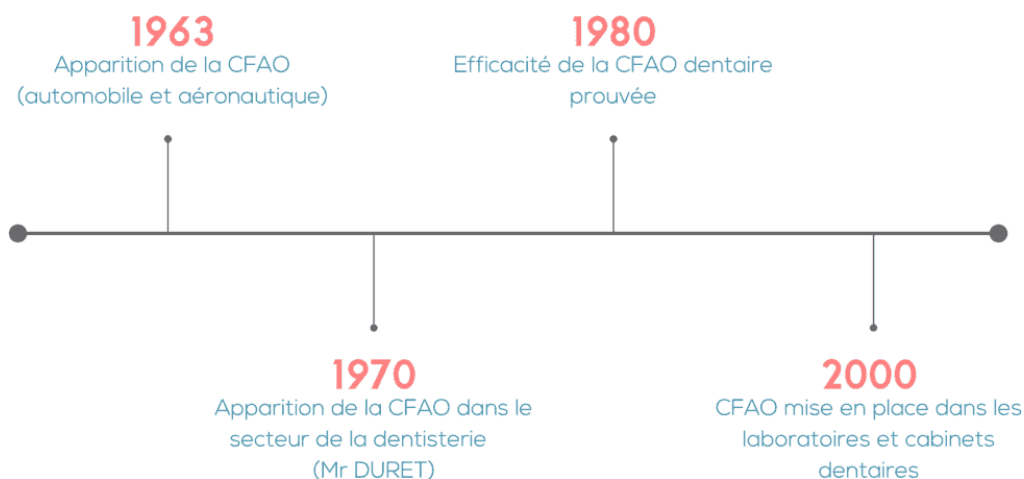 1963
Apparition de la CFAO
(automobile et aéronautique)
1980
Efficacité de la CFAO dentaire
prouvée
1970
Apparition de la CFAO dans le
secteur de la dentisterie
(Mr DURET)
2000
CFAO mise en place dans les
laboratoires et cabinets
dentaires